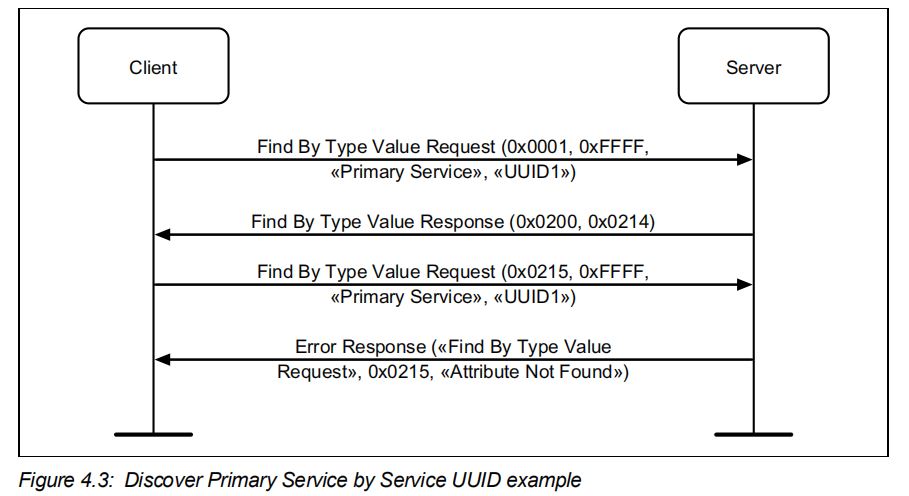 Client
Server
Find By Type Value Request (0x0001, 0xFFFF,
«Primary Service», «UUID1»)
Find By Type Value Response (0x0200, 0x0214)
Find By Type Value Request (0x0215, 0xFFFF,
«Primary Service», «UUID1»)
Error Response («Find By Type Value
Request», 0x0215, «Attribute Not Found»)
Figure 4.3: Discover Primary Service by Service UUID example